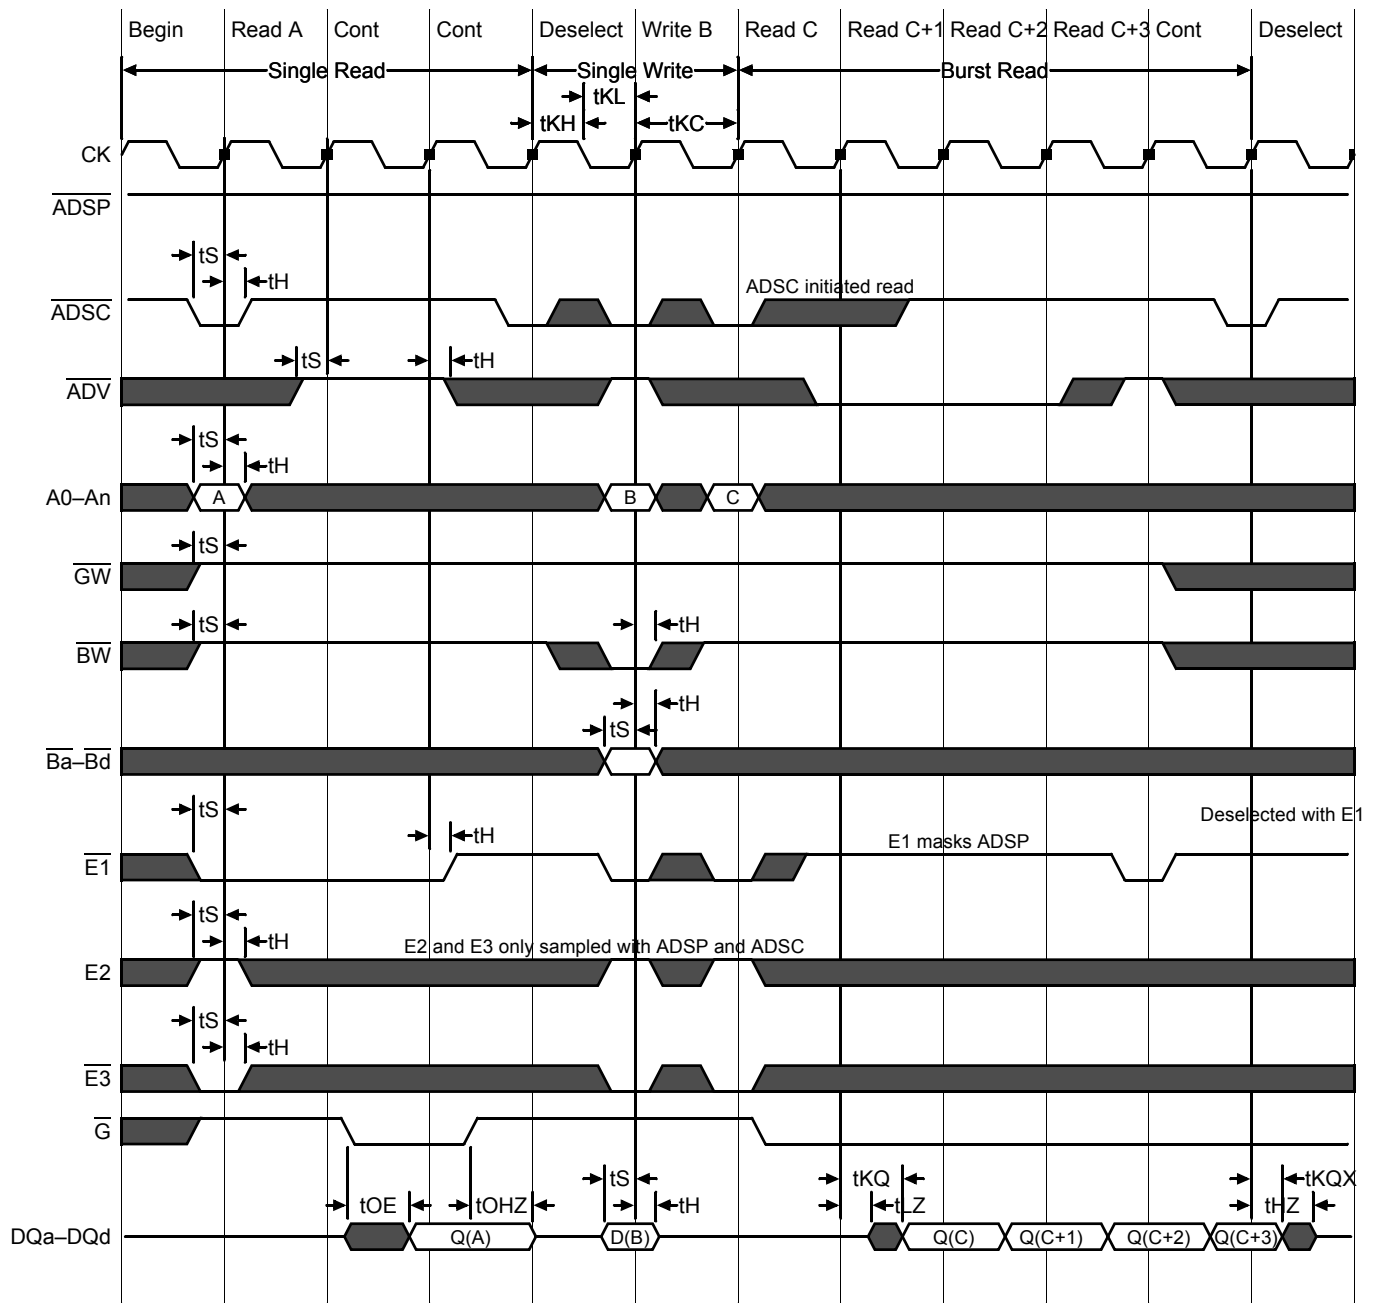 Begin Read A Cont Cont Deselect Write B Read C Read C+1 Read C+2 Read C+3 Cont Deselect
Single Read Single Write Burst Read
tKL
tKH tKC
CK
ADSP
tS
tH
ADSC initiated read
ADSC
tS tH
ADV
tS
tH
A0–An A B C
tS
GW
tS tH
BW
tH
tS
Ba–Bd
tS
Deselected with E1
tH
E1 masks ADSP
E1
tS
tH
E2 and E3 only sampled with ADSP and ADSC
E2
tS
tH
E3
G
tS tKQ tKQX
tOE tOHZ tH tLZ tHZ
DQa–DQd Q(A) D(B) Q(C) Q(C+1) Q(C+2) Q(C+3)